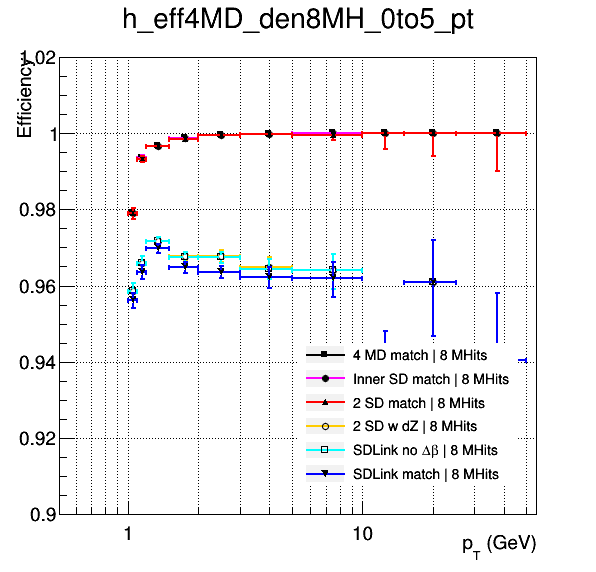 h_eff4MD_den8MH_0to5_pt
Efficiency
1.02
1
0.98
0.96
0.94
0.92
0.9
4 MD match | 8 MHits
Inner SD match | 8 MHits
2 SD match | 8 MHits
2 SD w dZ | 8 MHits
SDLink no Δβ | 8 MHits
SDLink match | 8 MHits
1
10
p_T (GeV)